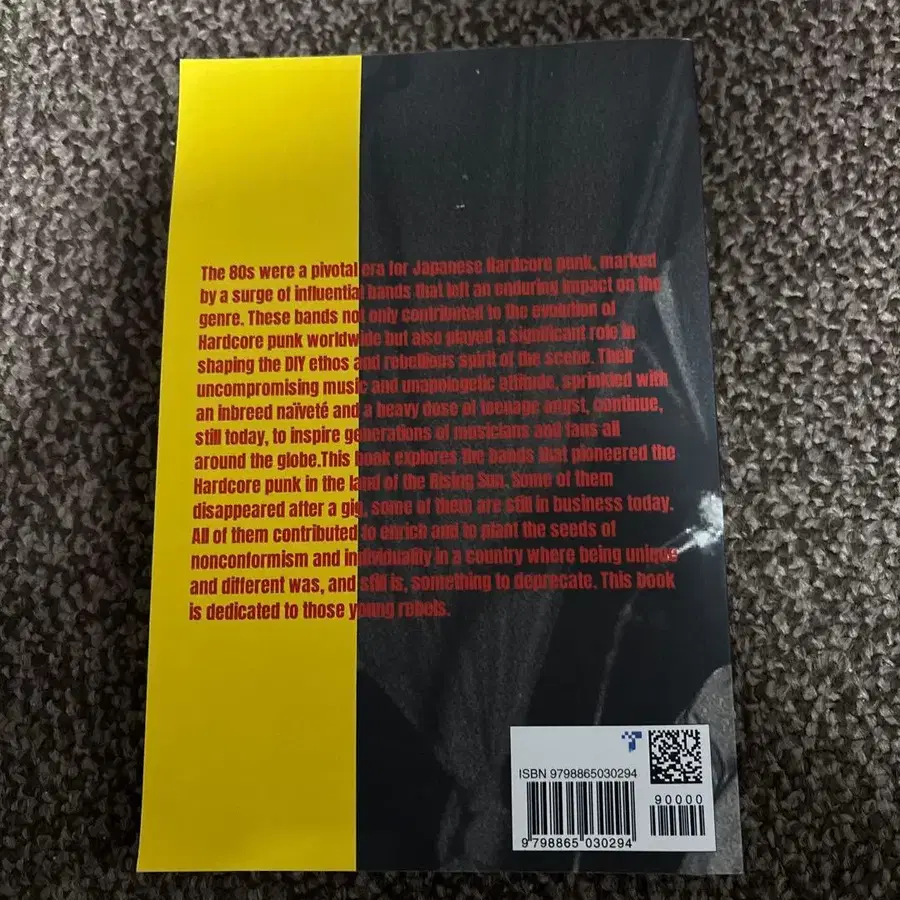 The 80s were a pivotal era for Japanese Hardcore punk, marked
by a surge of influential bands that left an enduring impact on the
genre. These bands not only contributed to the evolution of
Hardcore punk worldwide but also played a significant role in
shaping the DIY ethos and rebellious spirit of the scene. Their
uncompromising music and unapologetic attitude, sprinkled with
an inbreed naïveté and a heavy dose of teenage angst, continue,
still today, to inspire generations of musicians and fans all
around the globe.This book explores the bands that pioneered the
Hardcore punk in the land of the Rising Sun. Some of them
disappeared after a gig, some of them are still in business today.
All of them contributed to enrich and to plant the seeds of
nonconformism and individuality in a country where being unique
and different was, and still is, something to deprecate. This book
is dedicated to those young rebels.
ISBN 9798865030294
90000
9 798865 030294